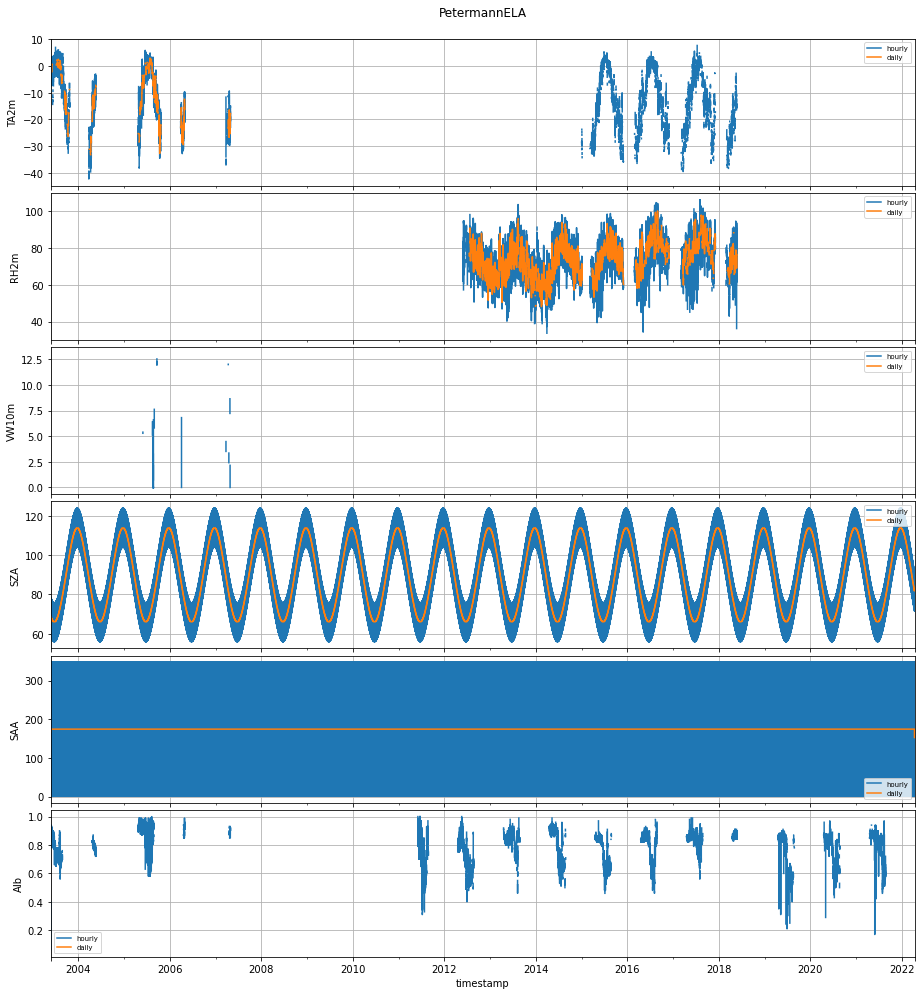 PetermannELA
10
0
−10
−20
−30
−40
TA2m
hourly
daily
100
80
60
40
RH2m
hourly
daily
12.5
10.0
7.5
5.0
2.5
0.0
VW10m
hourly
daily
120
100
80
60
SZA
hourly
daily
300
200
100
0
SAA
hourly
daily
1.0
0.8
0.6
0.4
0.2
Alb
hourly
daily
2004 2006 2008 2010 2012 2014 2016 2018 2020 2022
timestamp